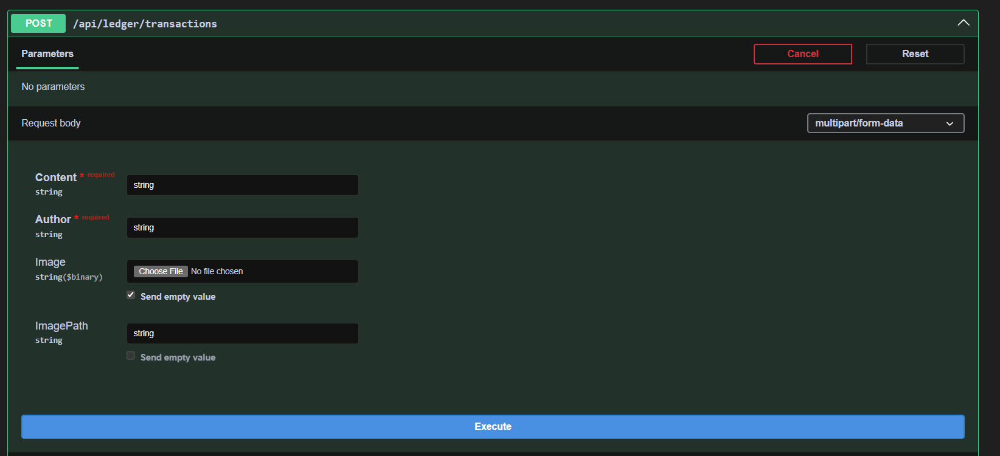 POST /api/ledger/transactions
Parameters Cancel Reset
No parameters
Request body multipart/form-data
Content * required
string
string
Author * required
string
string
Image
string($binary)
Choose File No file chosen
Send empty value
ImagePath
string
string
Send empty value
Execute